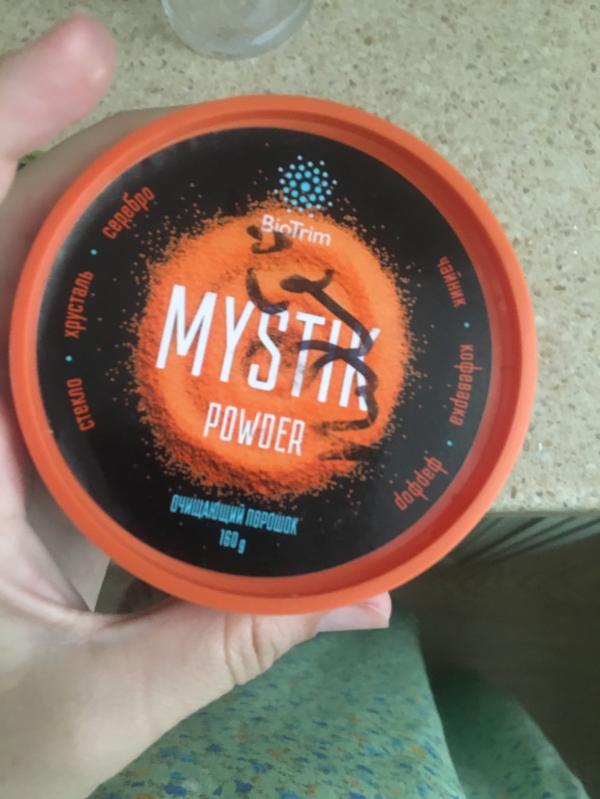 BioTrim
MYSTIK
POWDER
очищающий порошок
160 g
стекло • хрусталь • серебро
чайник • кофеварка • фарфор